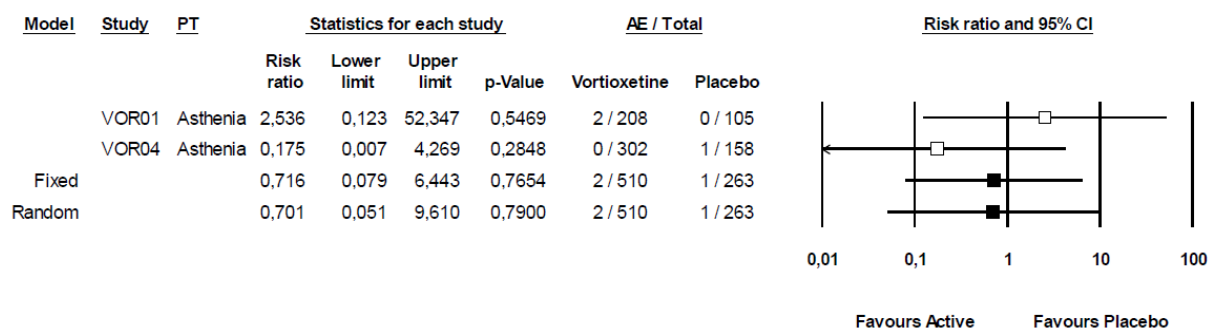 Model Study PT Statistics for each study AE / Total Risk ratio and 95% CI
Risk ratio Lower limit Upper limit p-Value Vortioxetine Placebo
VOR01 Asthenia 2,536 0,123 52,347 0,5469 2 / 208 0 / 105
VOR04 Asthenia 0,175 0,007 4,269 0,2848 0 / 302 1 / 158
Fixed 0,716 0,079 6,443 0,7654 2 / 510 1 / 263
Random 0,701 0,051 9,610 0,7900 2 / 510 1 / 263
0,01 0,1 1 10 100
Favours Active Favours Placebo